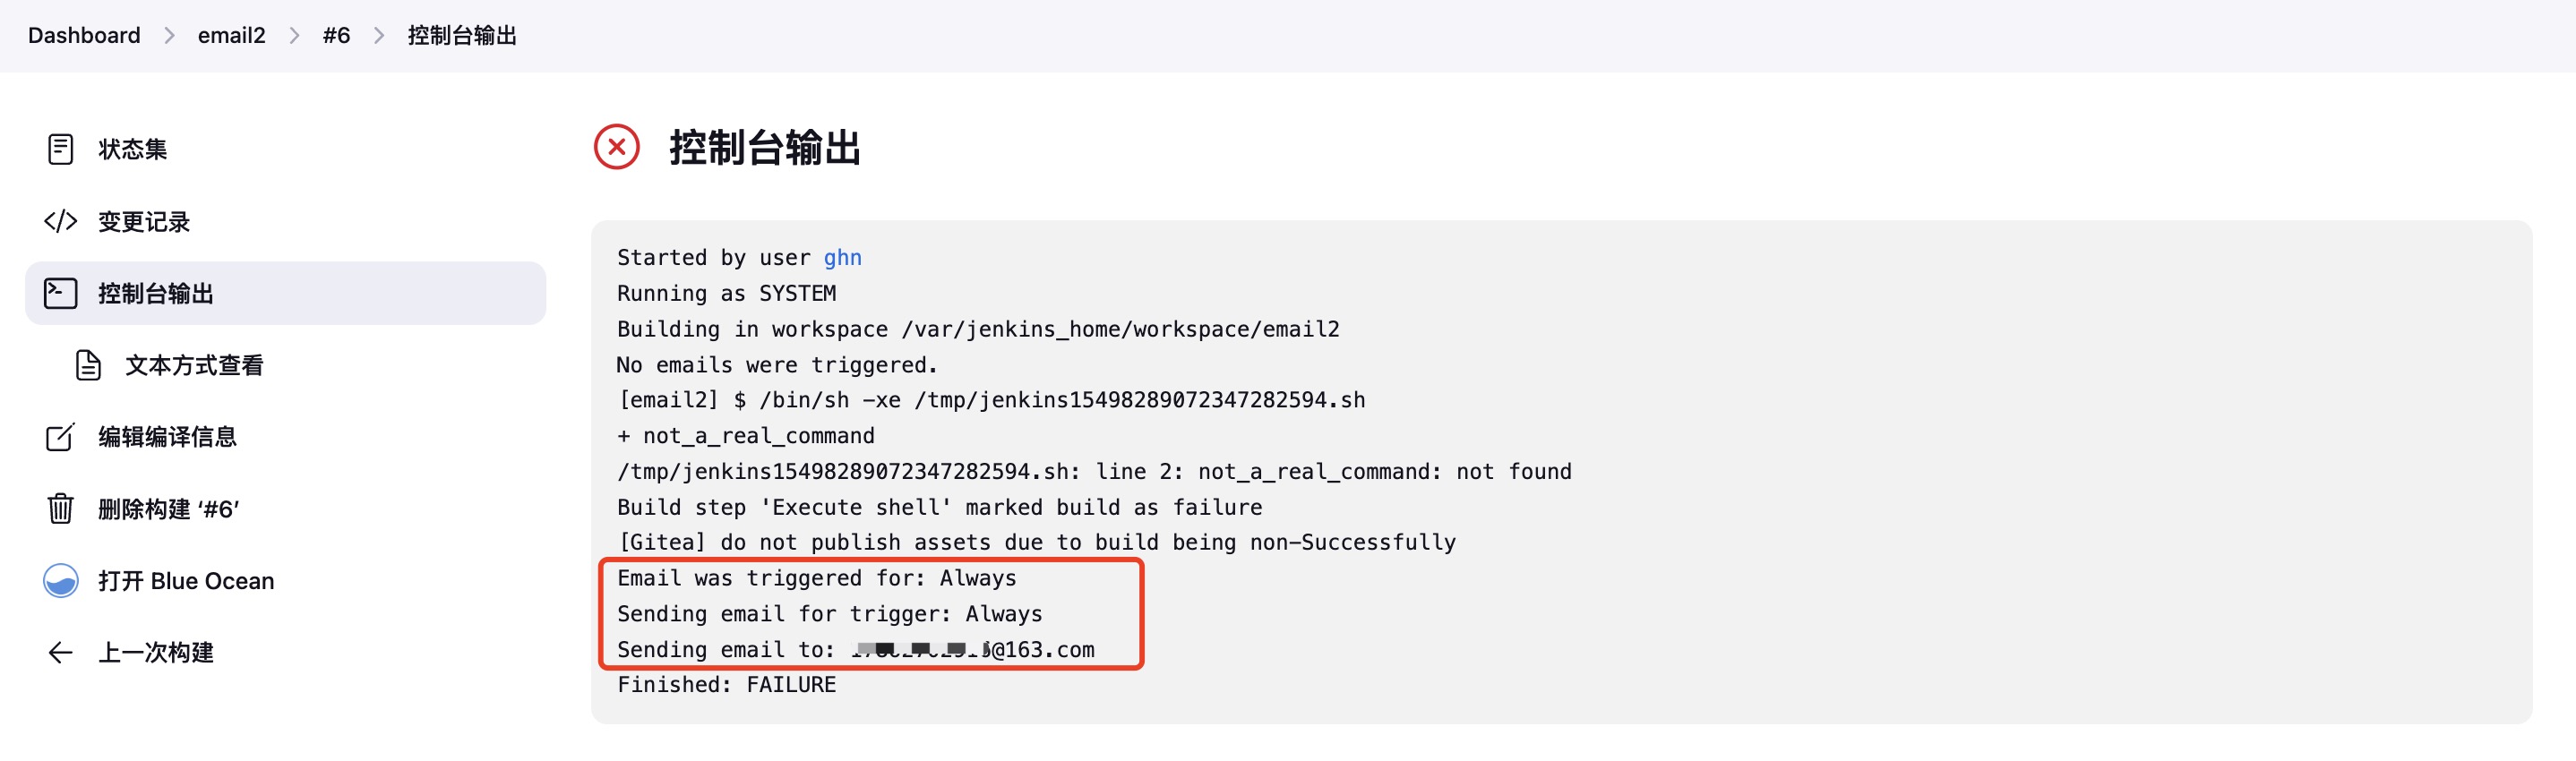 Dashboard > email2 > #6 > 控制台输出
状态集
变更记录
控制台输出
文本方式查看
编辑编译信息
删除构建 ‘#6’
打开 Blue Ocean
上一次构建
控制台输出
Started by user ghn
Running as SYSTEM
Building in workspace /var/jenkins_home/workspace/email2
No emails were triggered.
[email2] $ /bin/sh -xe /tmp/jenkins15498289072347282594.sh
+ not_a_real_command
/tmp/jenkins15498289072347282594.sh: line 2: not_a_real_command: not found
Build step 'Execute shell' marked build as failure
[Gitea] do not publish assets due to build being non-Successfully
Email was triggered for: Always
Sending email for trigger: Always
Sending email to: @163.com
Finished: FAILURE